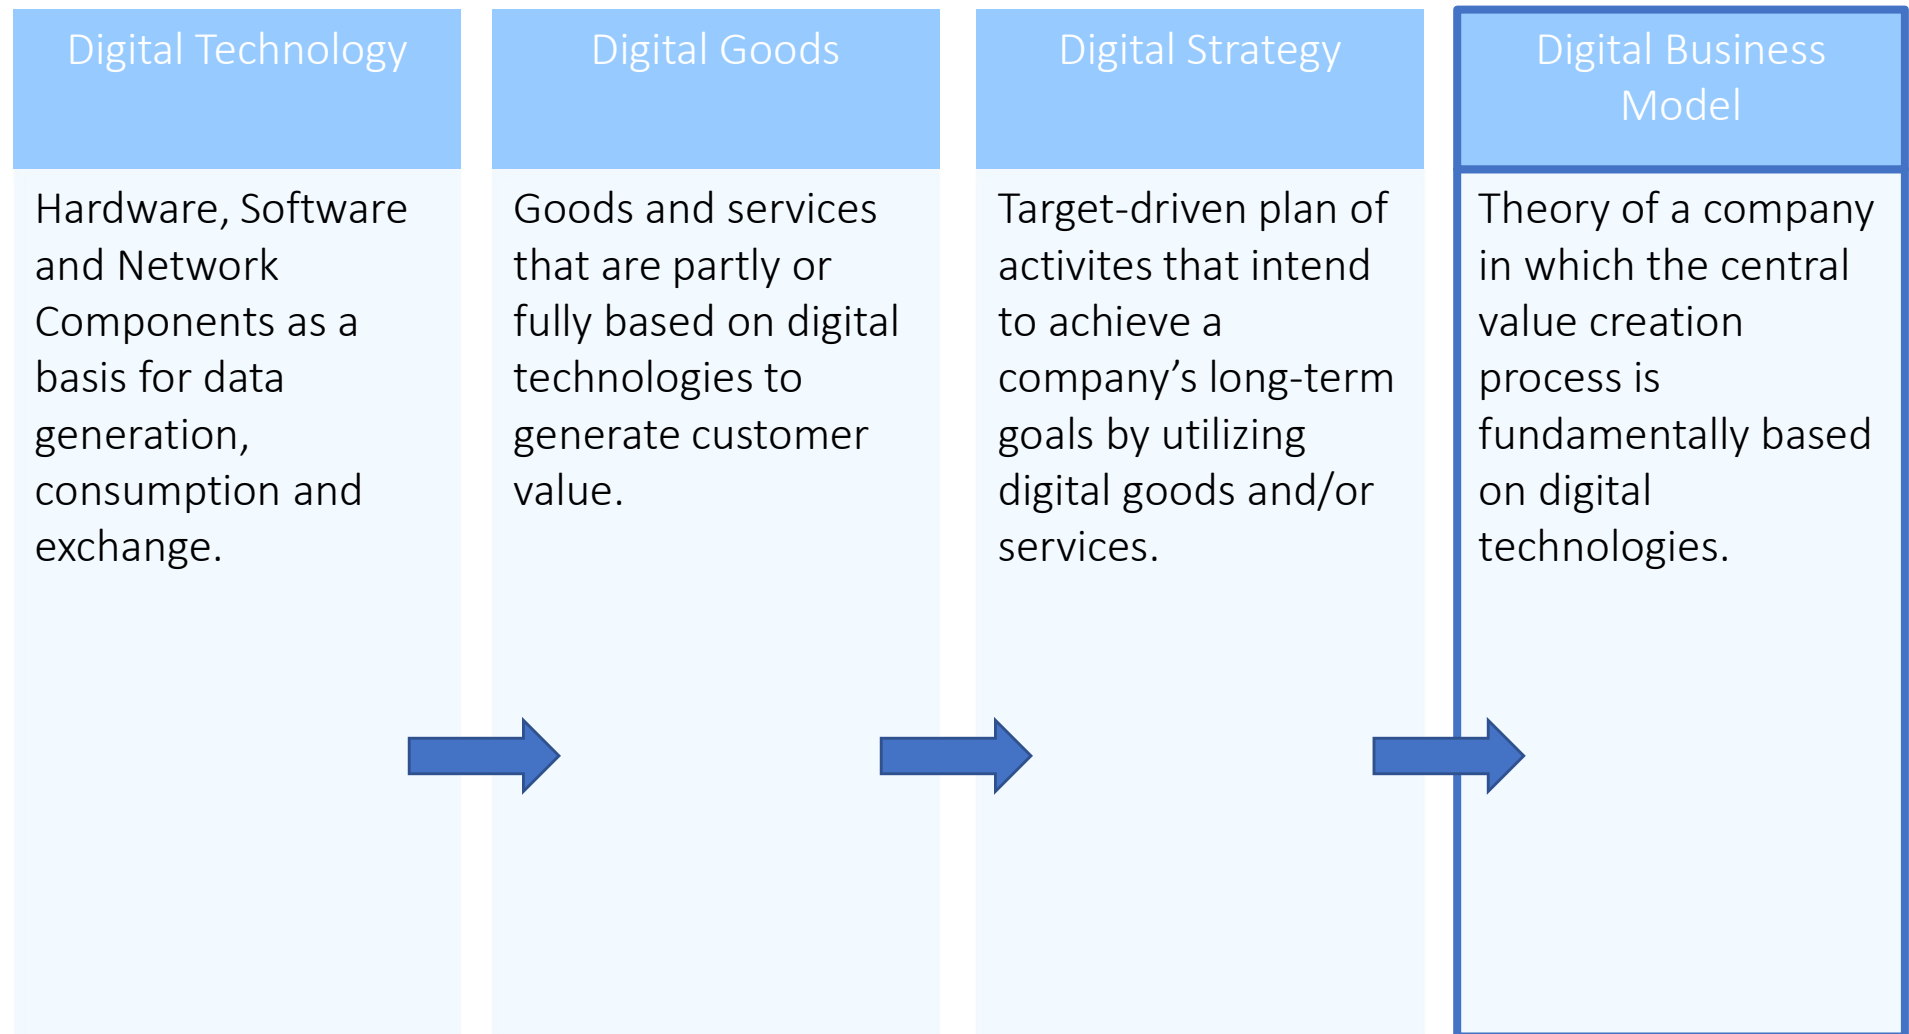 Digital Technology
Hardware, Software
and Network
Components as a
basis for data
generation,
consumption and
exchange.
Digital Goods
Goods and services
that are partly or
fully based on digital
technologies to
generate customer
value.
Digital Strategy
Target-driven plan of
activites that intend
to achieve a
company’s long-term
goals by utilizing
digital goods and/or
services.
Digital Business
Model
Theory of a company
in which the central
value creation
process is
fundamentally based
on digital
technologies.